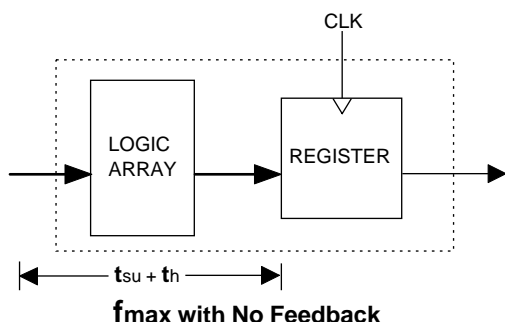 CLK
LOGIC
ARRAY
REGISTER
tsu + th
fmax with No Feedback